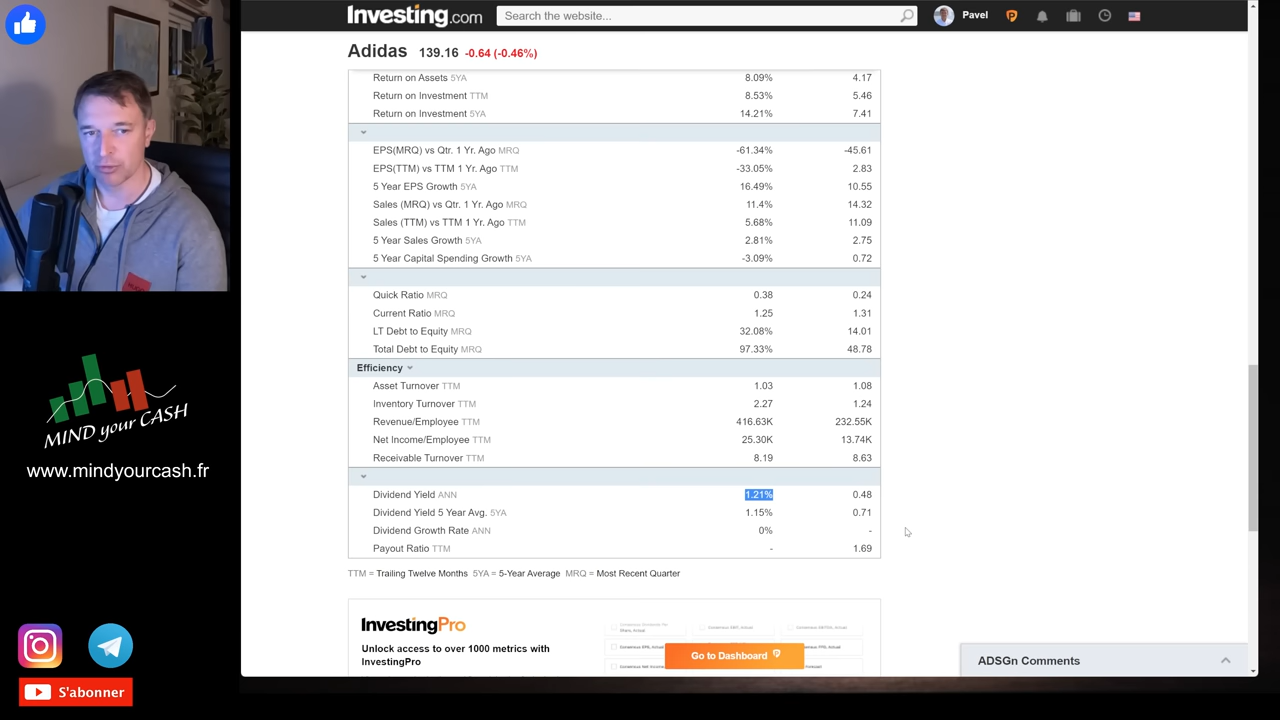 Investing.com
Search the website...
Pavel
Adidas 139.16 -0.64 (-0.46%)
Return on Assets 5YA 8.09% 4.17
Return on Investment TTM 8.53% 5.46
Return on Investment 5YA 14.21% 7.41
EPS(MRQ) vs Qtr. 1 Yr. Ago MRQ -61.34% -45.61
EPS(TTM) vs TTM 1 Yr. Ago TTM -33.05% 2.83
5 Year EPS Growth 5YA 16.49% 10.55
Sales (MRQ) vs Qtr. 1 Yr. Ago MRQ 11.4% 14.32
Sales (TTM) vs TTM 1 Yr. Ago TTM 5.68% 11.09
5 Year Sales Growth 5YA 2.81% 2.75
5 Year Capital Spending Growth 5YA -3.09% 0.72
Quick Ratio MRQ 0.38 0.24
Current Ratio MRQ 1.25 1.31
LT Debt to Equity MRQ 32.08% 14.01
Total Debt to Equity MRQ 97.33% 48.78
Efficiency
Asset Turnover TTM 1.03 1.08
Inventory Turnover TTM 2.27 1.24
Revenue/Employee TTM 416.63K 232.55K
Net Income/Employee TTM 25.30K 13.74K
Receivable Turnover TTM 8.19 8.63
Dividend Yield ANN 1.21% 0.48
Dividend Yield 5 Year Avg. 5YA 1.15% 0.71
Dividend Growth Rate ANN 0% -
Payout Ratio TTM - 1.69
TTM = Trailing Twelve Months 5YA = 5-Year Average MRQ = Most Recent Quarter
InvestingPro
Unlock access to over 1000 metrics with
InvestingPro
Go to Dashboard
ADSGn Comments
MIND your CASH
www.mindyourcash.fr
S'abonner